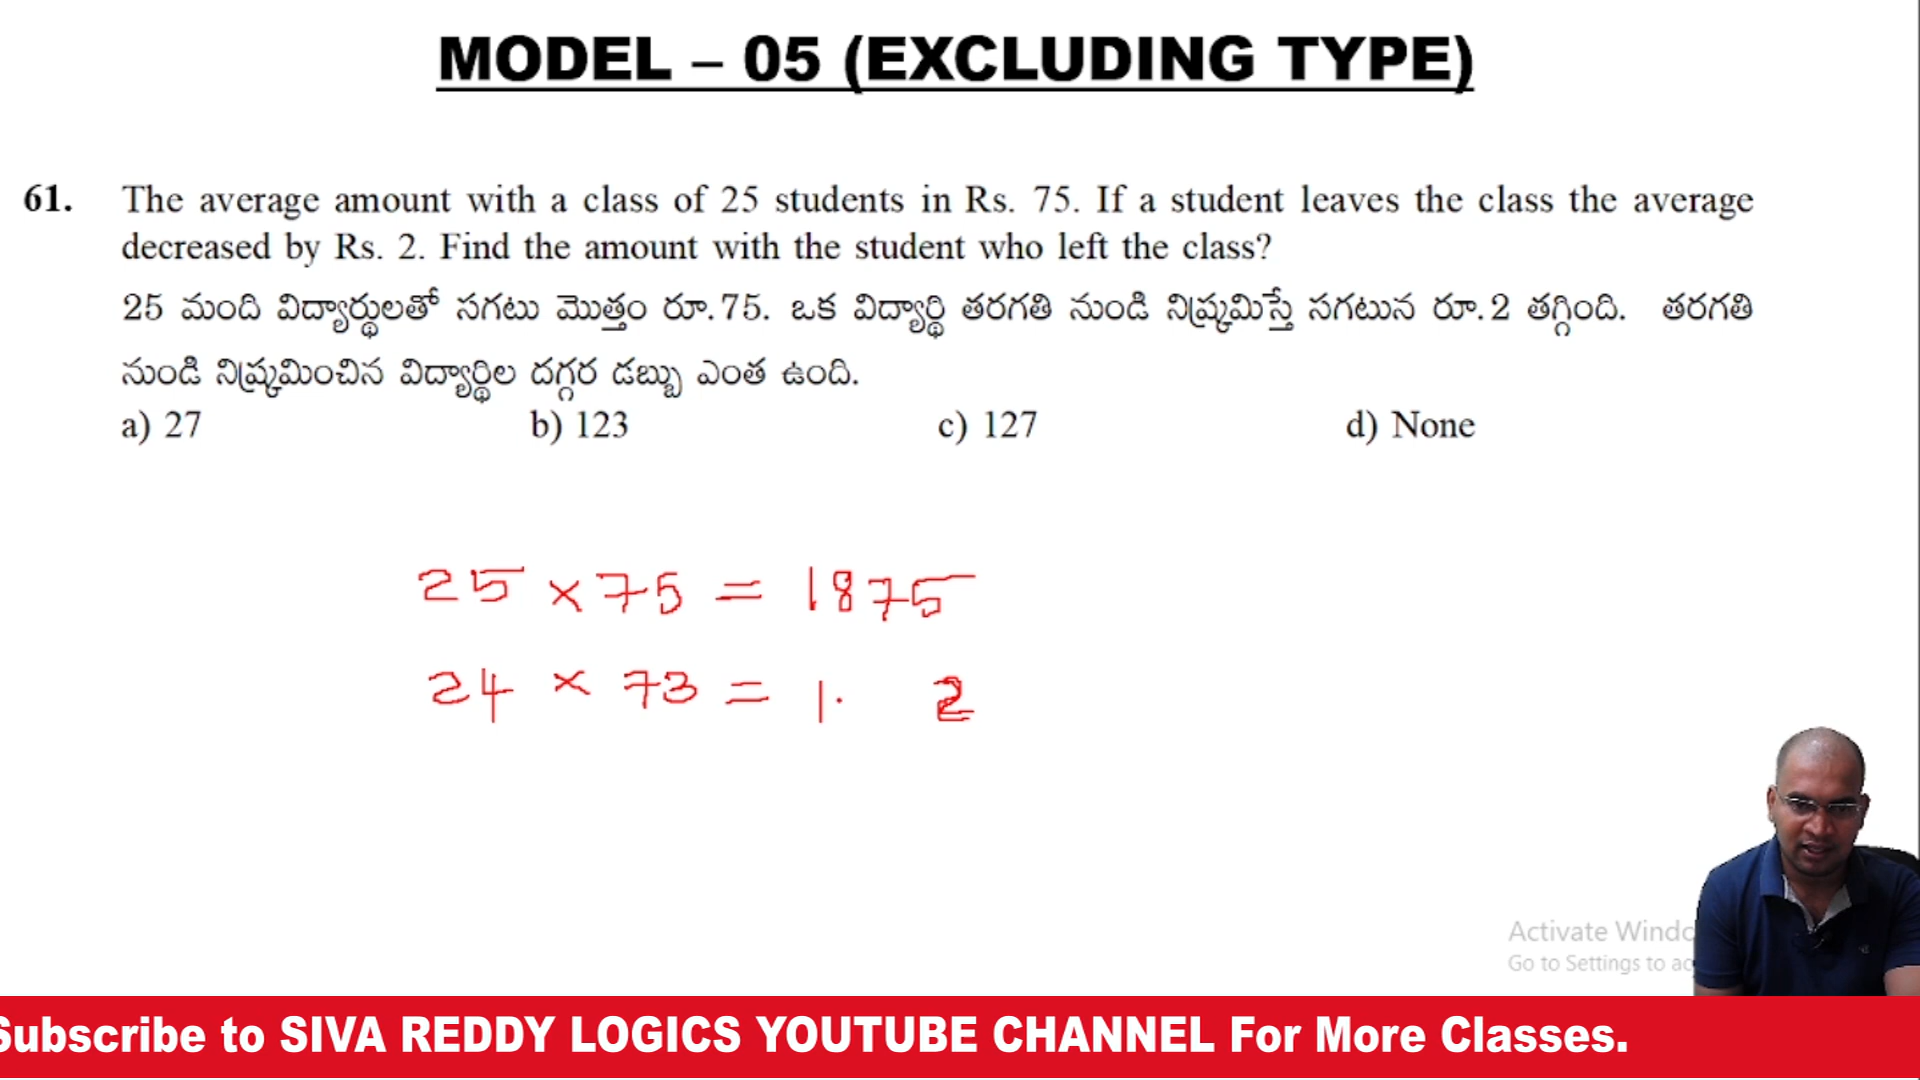 MODEL – 05 (EXCLUDING TYPE)
61. The average amount with a class of 25 students in Rs. 75. If a student leaves the class the average
decreased by Rs. 2. Find the amount with the student who left the class?
25 మంది విద్యార్థులతో సగటు మొత్తం రూ.75. ఒక విద్యార్థి తరగతి నుండి నిష్క్రమిస్తే సగటున రూ.2 తగ్గింది. తరగతి
నుండి నిష్క్రమించిన విద్యార్థిల దగ్గర డబ్బు ఎంత ఉంది.
a) 27 b) 123 c) 127 d) None
25 × 75 = 1875
24 × 73 = 1. 2
Activate Windo
Go to Settings to ac
Subscribe to SIVA REDDY LOGICS YOUTUBE CHANNEL For More Classes.